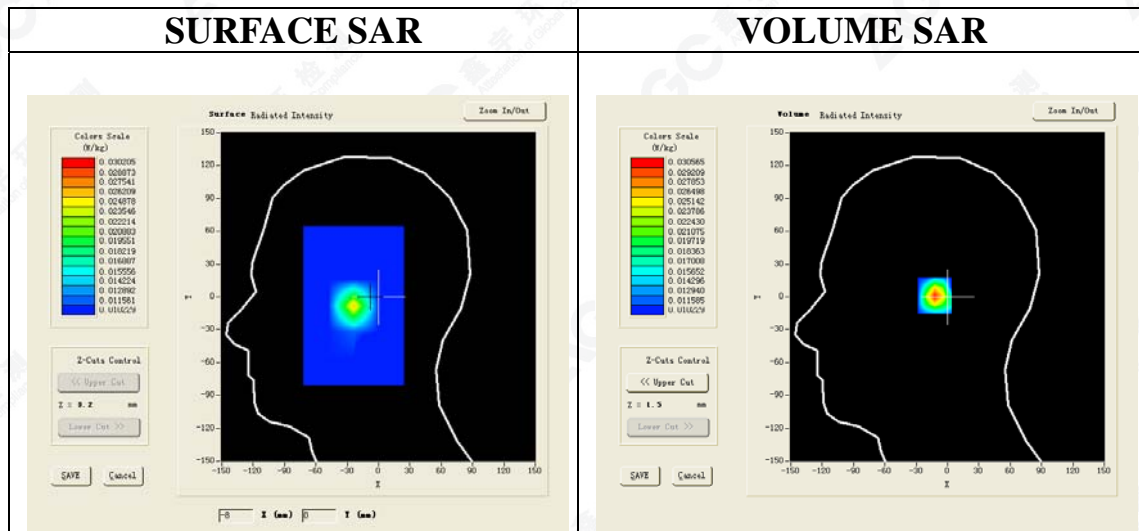 SURFACE SAR
VOLUME SAR
Surface Radiated Intensity
Zoom In/Out
Colors Scale
(W/kg)
0.030205
0.028873
0.027541
0.026209
0.024878
0.023546
0.022214
0.020883
0.019551
0.018219
0.016887
0.015556
0.014224
0.012892
0.011561
0.010229
150
120
90
60
30
0
-30
-60
-90
-120
-150
Y
-150 -120 -90 -60 -30 0 30 60 90 120 150
X
Z-Cuts Control
<< Upper Cut
Z = 3.2 mm
Lower Cut >>
SAVE Cancel
-8 X (mm) 0 Y (mm)
Volume Radiated Intensity
Zoom In/Out
Colors Scale
(W/kg)
0.030565
0.029209
0.027853
0.026498
0.025142
0.023786
0.022430
0.021075
0.019719
0.018363
0.017008
0.015652
0.014296
0.012940
0.011585
0.010229
150
120
90
60
30
0
-30
-60
-90
-120
-150
Y
-150 -120 -90 -60 -30 0 30 60 90 120 150
X
Z-Cuts Control
<< Upper Cut
Z = 1.5 mm
Lower Cut >>
SAVE Cancel